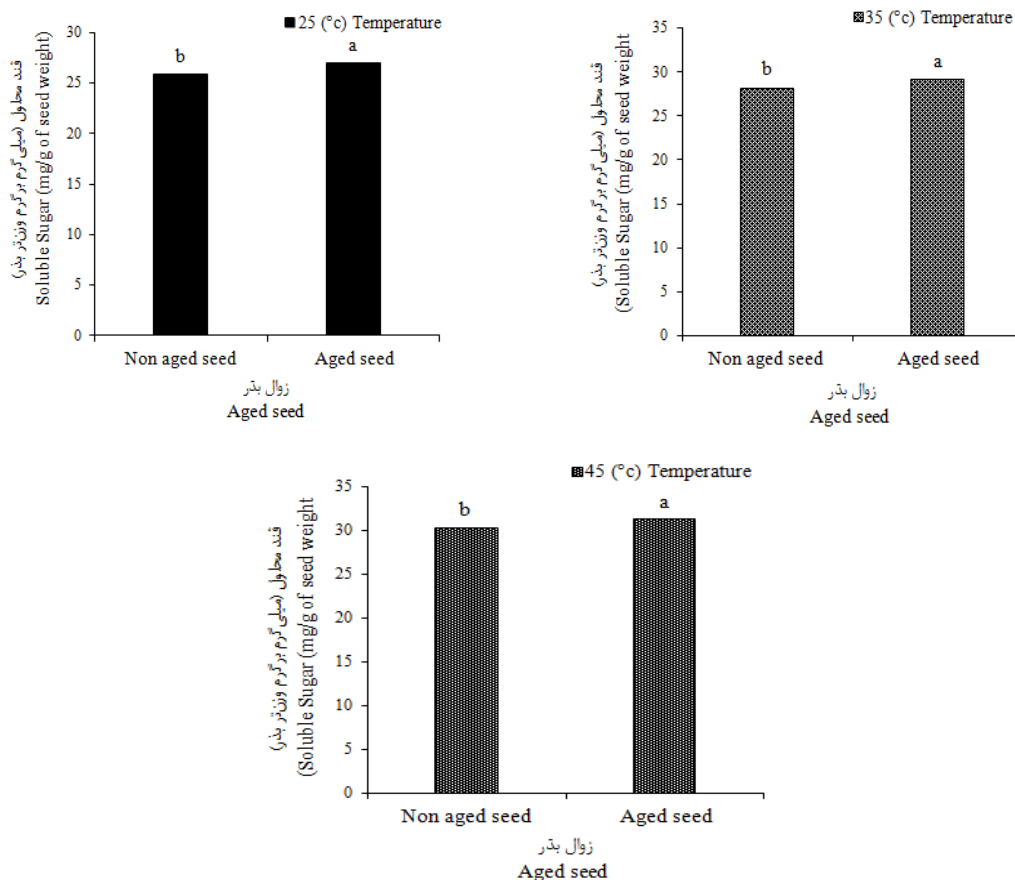 25 (°c) Temperature
30
25
20
15
10
5
0
b
a
قند محلول (میلی گرم بر گرم وزن‌تر بذر)
Soluble Sugar (mg/g of seed weight)
Non aged seed
Aged seed
زوال بذر
Aged seed
35 (°c) Temperature
35
30
25
20
15
10
5
0
b
a
قند محلول (میلی گرم بر گرم وزن‌تر بذر)
(Soluble Sugar (mg/g of seed weight
Non aged seed
Aged seed
زوال بذر
Aged seed
45 (°c) Temperature
35
30
25
20
15
10
5
0
b
a
قند محلول (میلی گرم بر گرم وزن‌تر بذر)
(Soluble Sugar (mg/g of seed weight
Non aged seed
Aged seed
زوال بذر
Aged seed